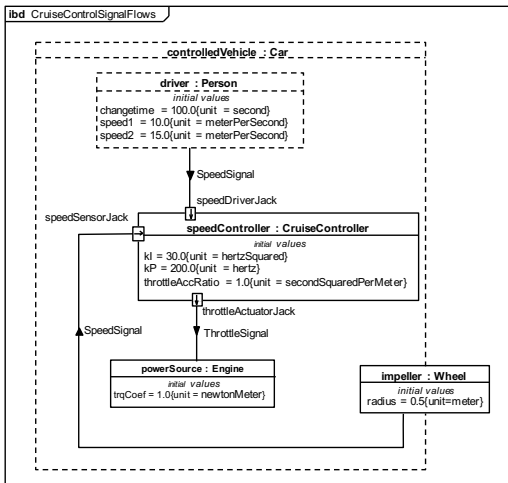 ibd CruiseControlSignalFlows
controlledVehicle : Car
driver : Person
initial values
changetime = 100.0{unit = second}
speed1 = 10.0{unit = meterPerSecond}
speed2 = 15.0{unit = meterPerSecond}
SpeedSignal
speedDriverJack
speedSensorJack
speedController : CruiseController
initial values
kI = 30.0{unit = hertzSquared}
kP = 200.0{unit = hertz}
throttleAccRatio = 1.0{unit = secondSquaredPerMeter}
throttleActuatorJack
SpeedSignal
ThrottleSignal
powerSource : Engine
initial values
trqCoef = 1.0{unit = newtonMeter}
impeller : Wheel
initial values
radius = 0.5{unit=meter}